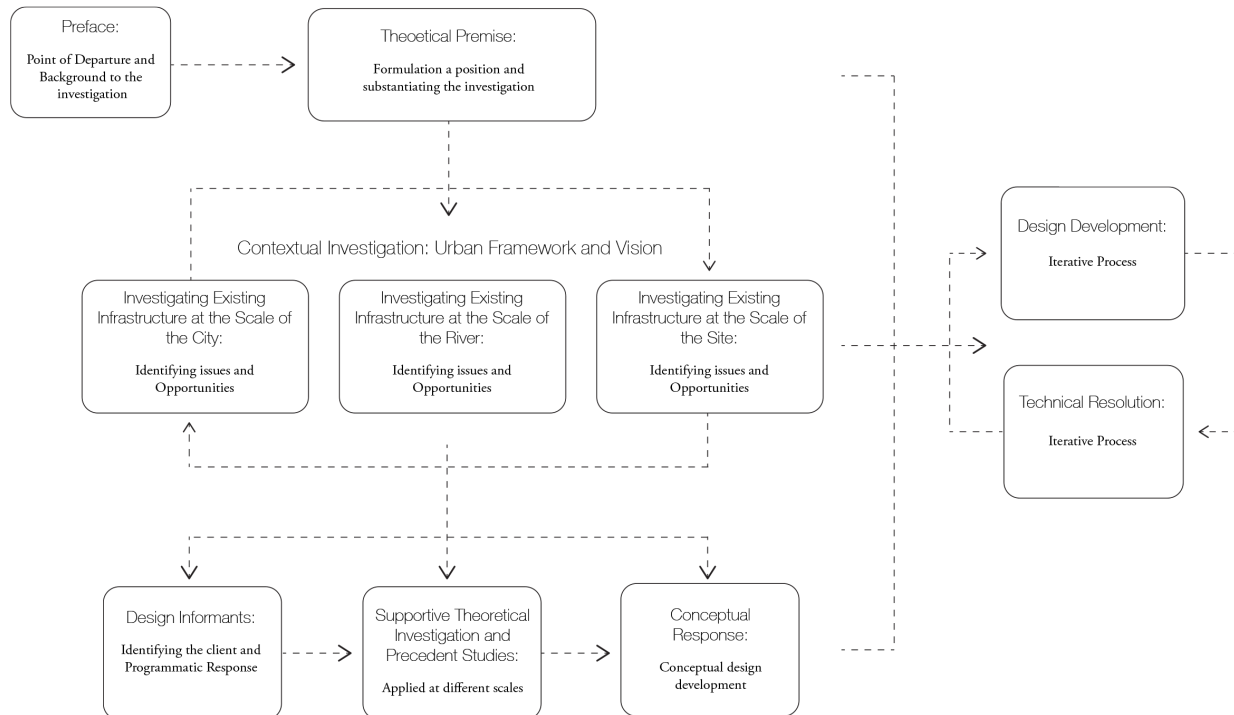 Preface:
Point of Departure and
Background to the
investigation
Theoetical Premise:
Formulation a position and
substantiating the investigation
Contextual Investigation: Urban Framework and Vision
Investigating Existing
Infrastructure at the Scale of
the City:
Identifying issues and
Opportunities
Investigating Existing
Infrastructure at the Scale of
the River:
Identifying issues and
Opportunities
Investigating Existing
Infrastructure at the Scale of
the Site:
Identifying issues and
Opportunities
Design Informants:
Identifying the client and
Programmatic Response
Supportive Theoretical
Investigation and
Precedent Studies:
Applied at different scales
Conceptual
Response:
Conceptual design
development
Design Development:
Iterative Process
Technical Resolution:
Iterative Process